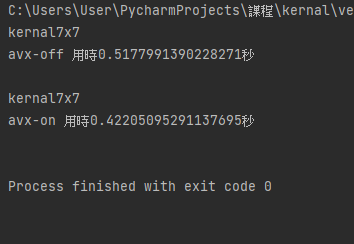 C:\Users\User\PycharmProjects\課程\kernal\ve
kernal7x7
avx-off 用時0.5177991390228271秒
kernal7x7
avx-on 用時0.42205095291137695秒
Process finished with exit code 0